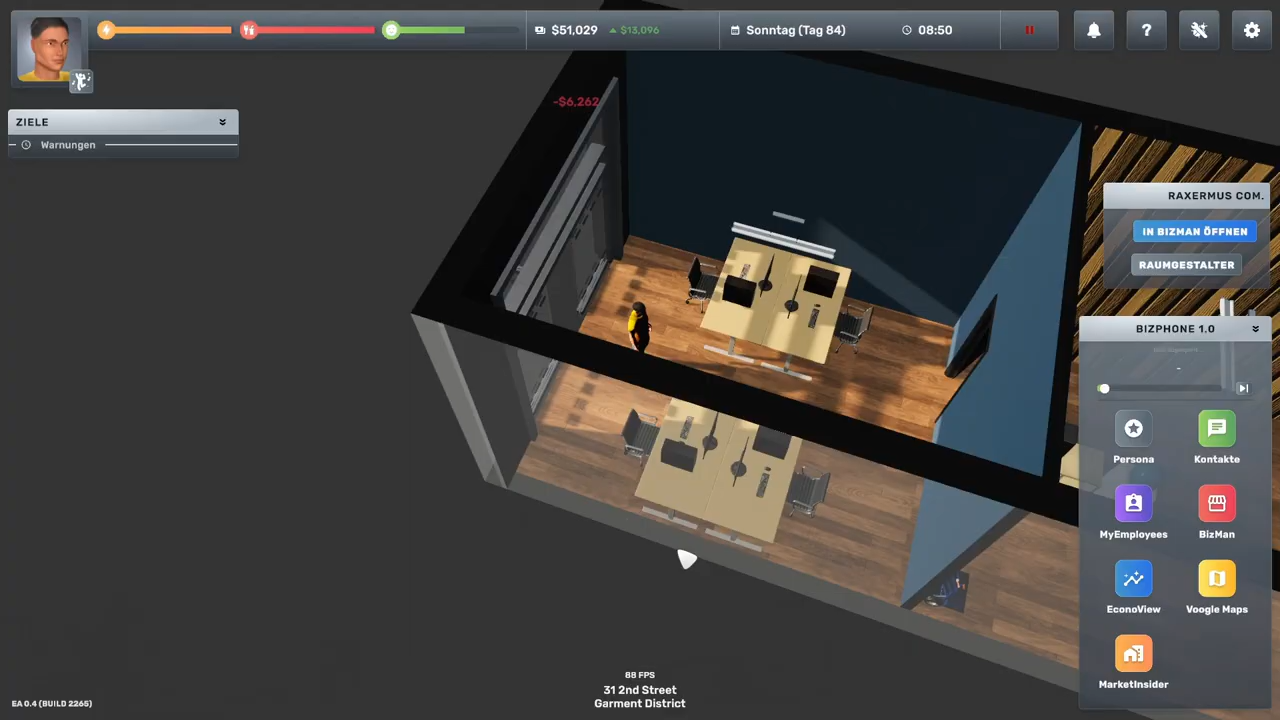 $51,029
$13,096
Sonntag (Tag 84)
08:50
?
ZIELE
Warnungen
-$6,262
RAXERMUS COM.
IN BIZMAN ÖFFNEN
RAUMGESTALTER
BIZPHONE 1.0
-
Persona
Kontakte
MyEmployees
BizMan
EconoView
Voogle Maps
MarketInsider
88 FPS
31 2nd Street
Garment District
EA 0.4 (BUILD 2265)